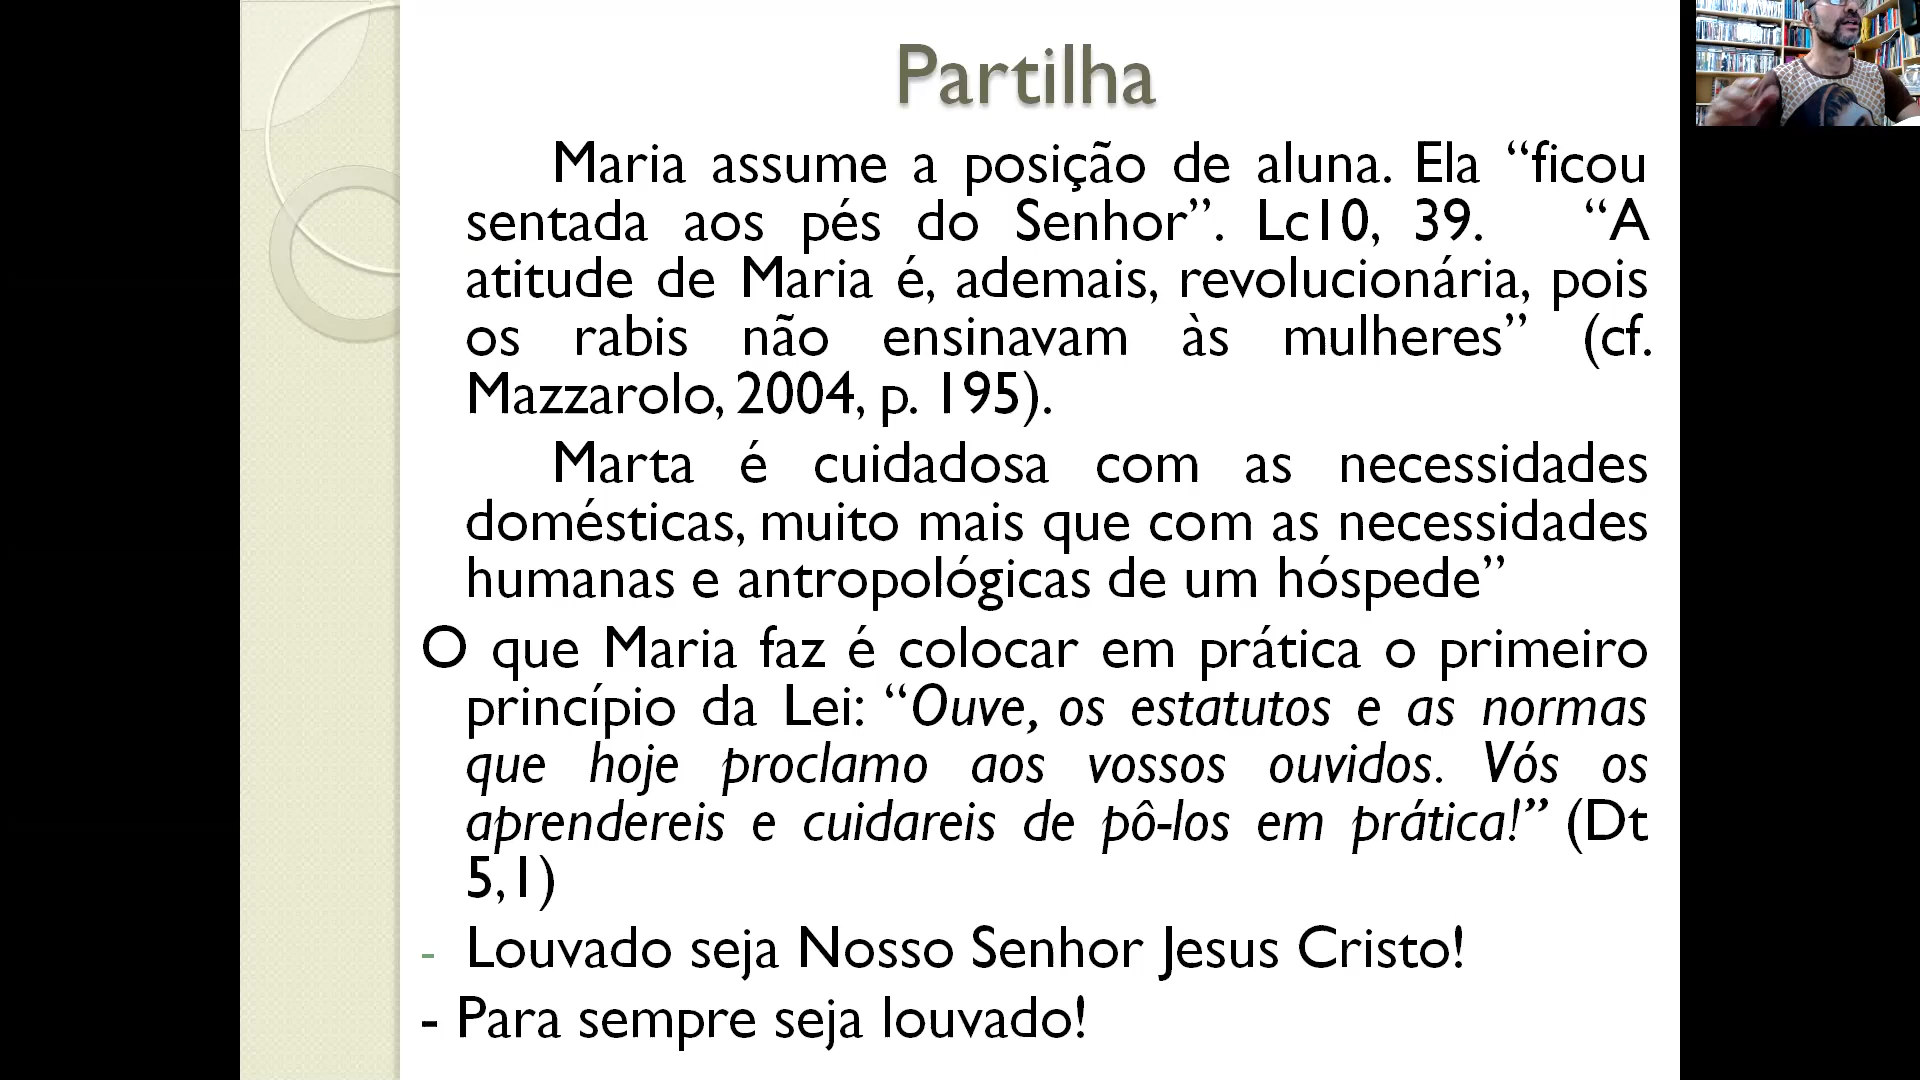 Partilha
Maria assume a posição de aluna. Ela “ficou
sentada aos pés do Senhor”. Lc10, 39. “A
atitude de Maria é, ademais, revolucionária, pois
os rabis não ensinavam às mulheres” (cf.
Mazzarolo, 2004, p. 195).
Marta é cuidadosa com as necessidades
domésticas, muito mais que com as necessidades
humanas e antropológicas de um hóspede”
O que Maria faz é colocar em prática o primeiro
princípio da Lei: “Ouve, os estatutos e as normas
que hoje proclamo aos vossos ouvidos. Vós os
aprendereis e cuidareis de pô-los em prática!” (Dt
5,1)
- Louvado seja Nosso Senhor Jesus Cristo!
- Para sempre seja louvado!